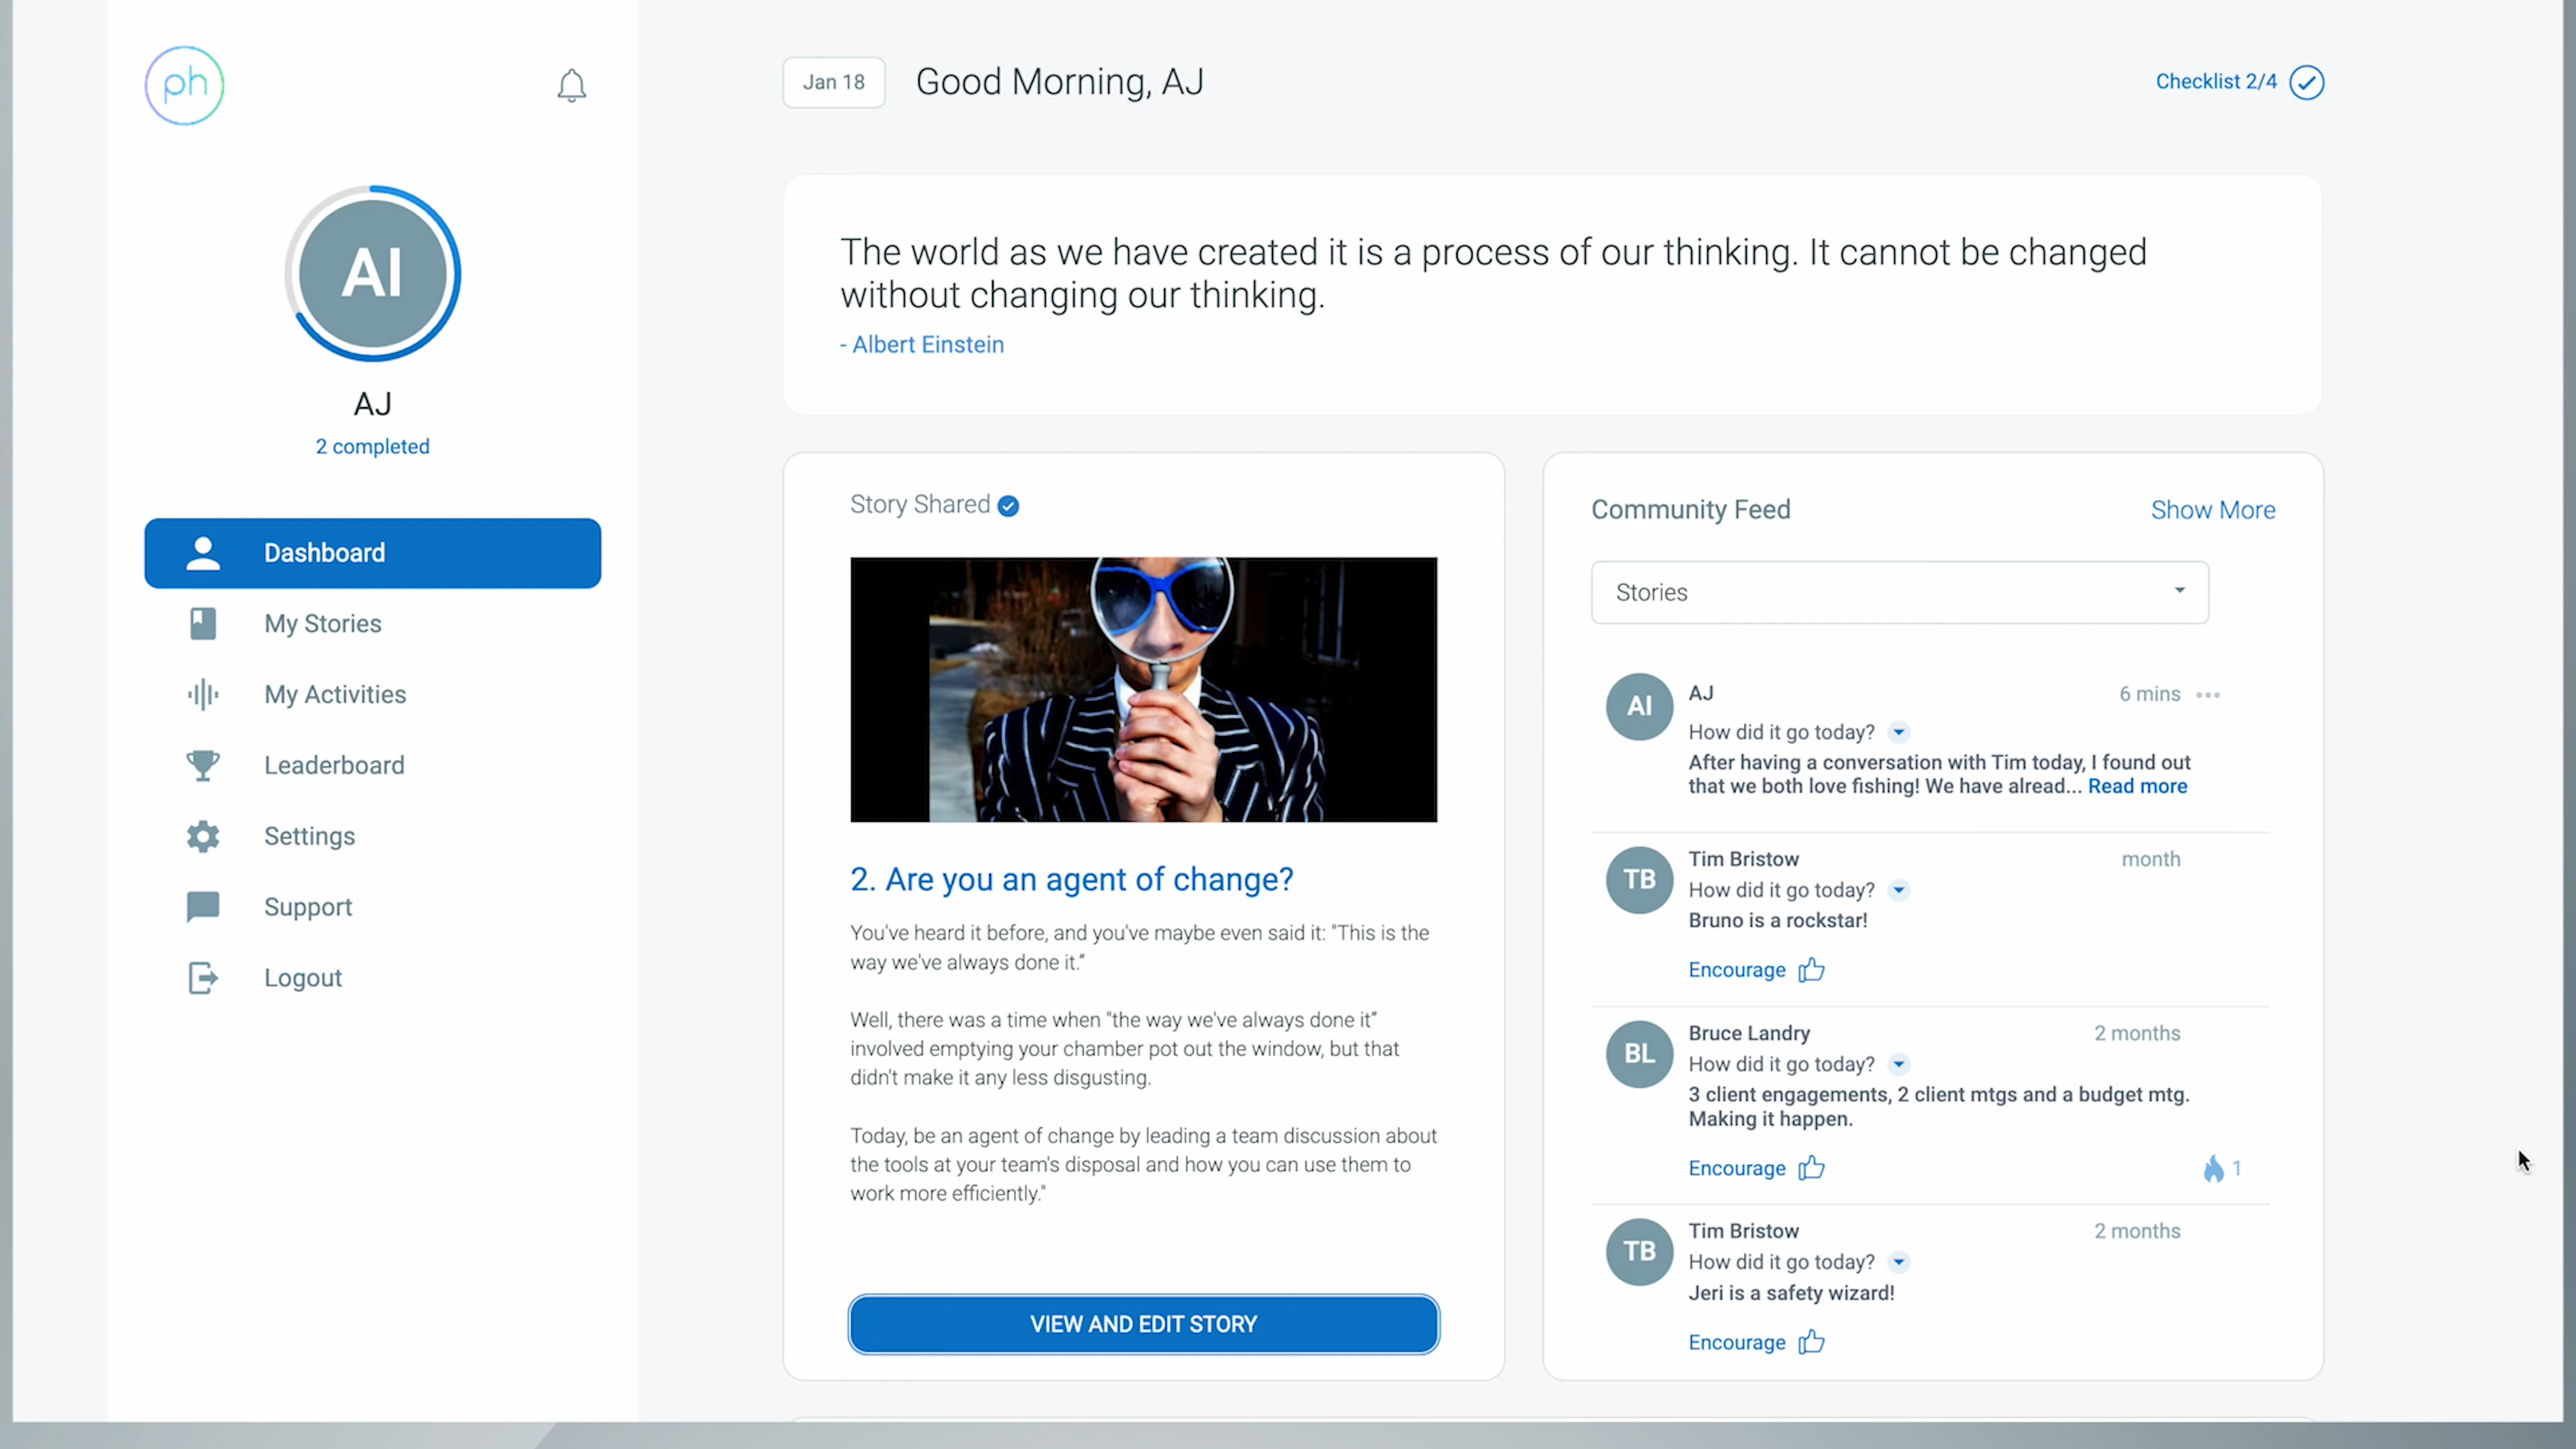 ph
AI
AJ
2 completed
Dashboard
My Stories
My Activities
Leaderboard
Settings
Support
Logout
Jan 18
Good Morning, AJ
Checklist 2/4
The world as we have created it is a process of our thinking. It cannot be changed
without changing our thinking.
- Albert Einstein
Story Shared
2. Are you an agent of change?
You've heard it before, and you've maybe even said it: "This is the
way we've always done it."
Well, there was a time when "the way we've always done it"
involved emptying your chamber pot out the window, but that
didn't make it any less disgusting.
Today, be an agent of change by leading a team discussion about
the tools at your team's disposal and how you can use them to
work more efficiently."
VIEW AND EDIT STORY
Community Feed
Show More
Stories
AI
AJ
6 mins
How did it go today?
After having a conversation with Tim today, I found out
that we both love fishing! We have alread... Read more
TB
Tim Bristow
month
How did it go today?
Bruno is a rockstar!
Encourage
BL
Bruce Landry
2 months
How did it go today?
3 client engagements, 2 client mtgs and a budget mtg.
Making it happen.
Encourage
1
TB
Tim Bristow
2 months
How did it go today?
Jeri is a safety wizard!
Encourage